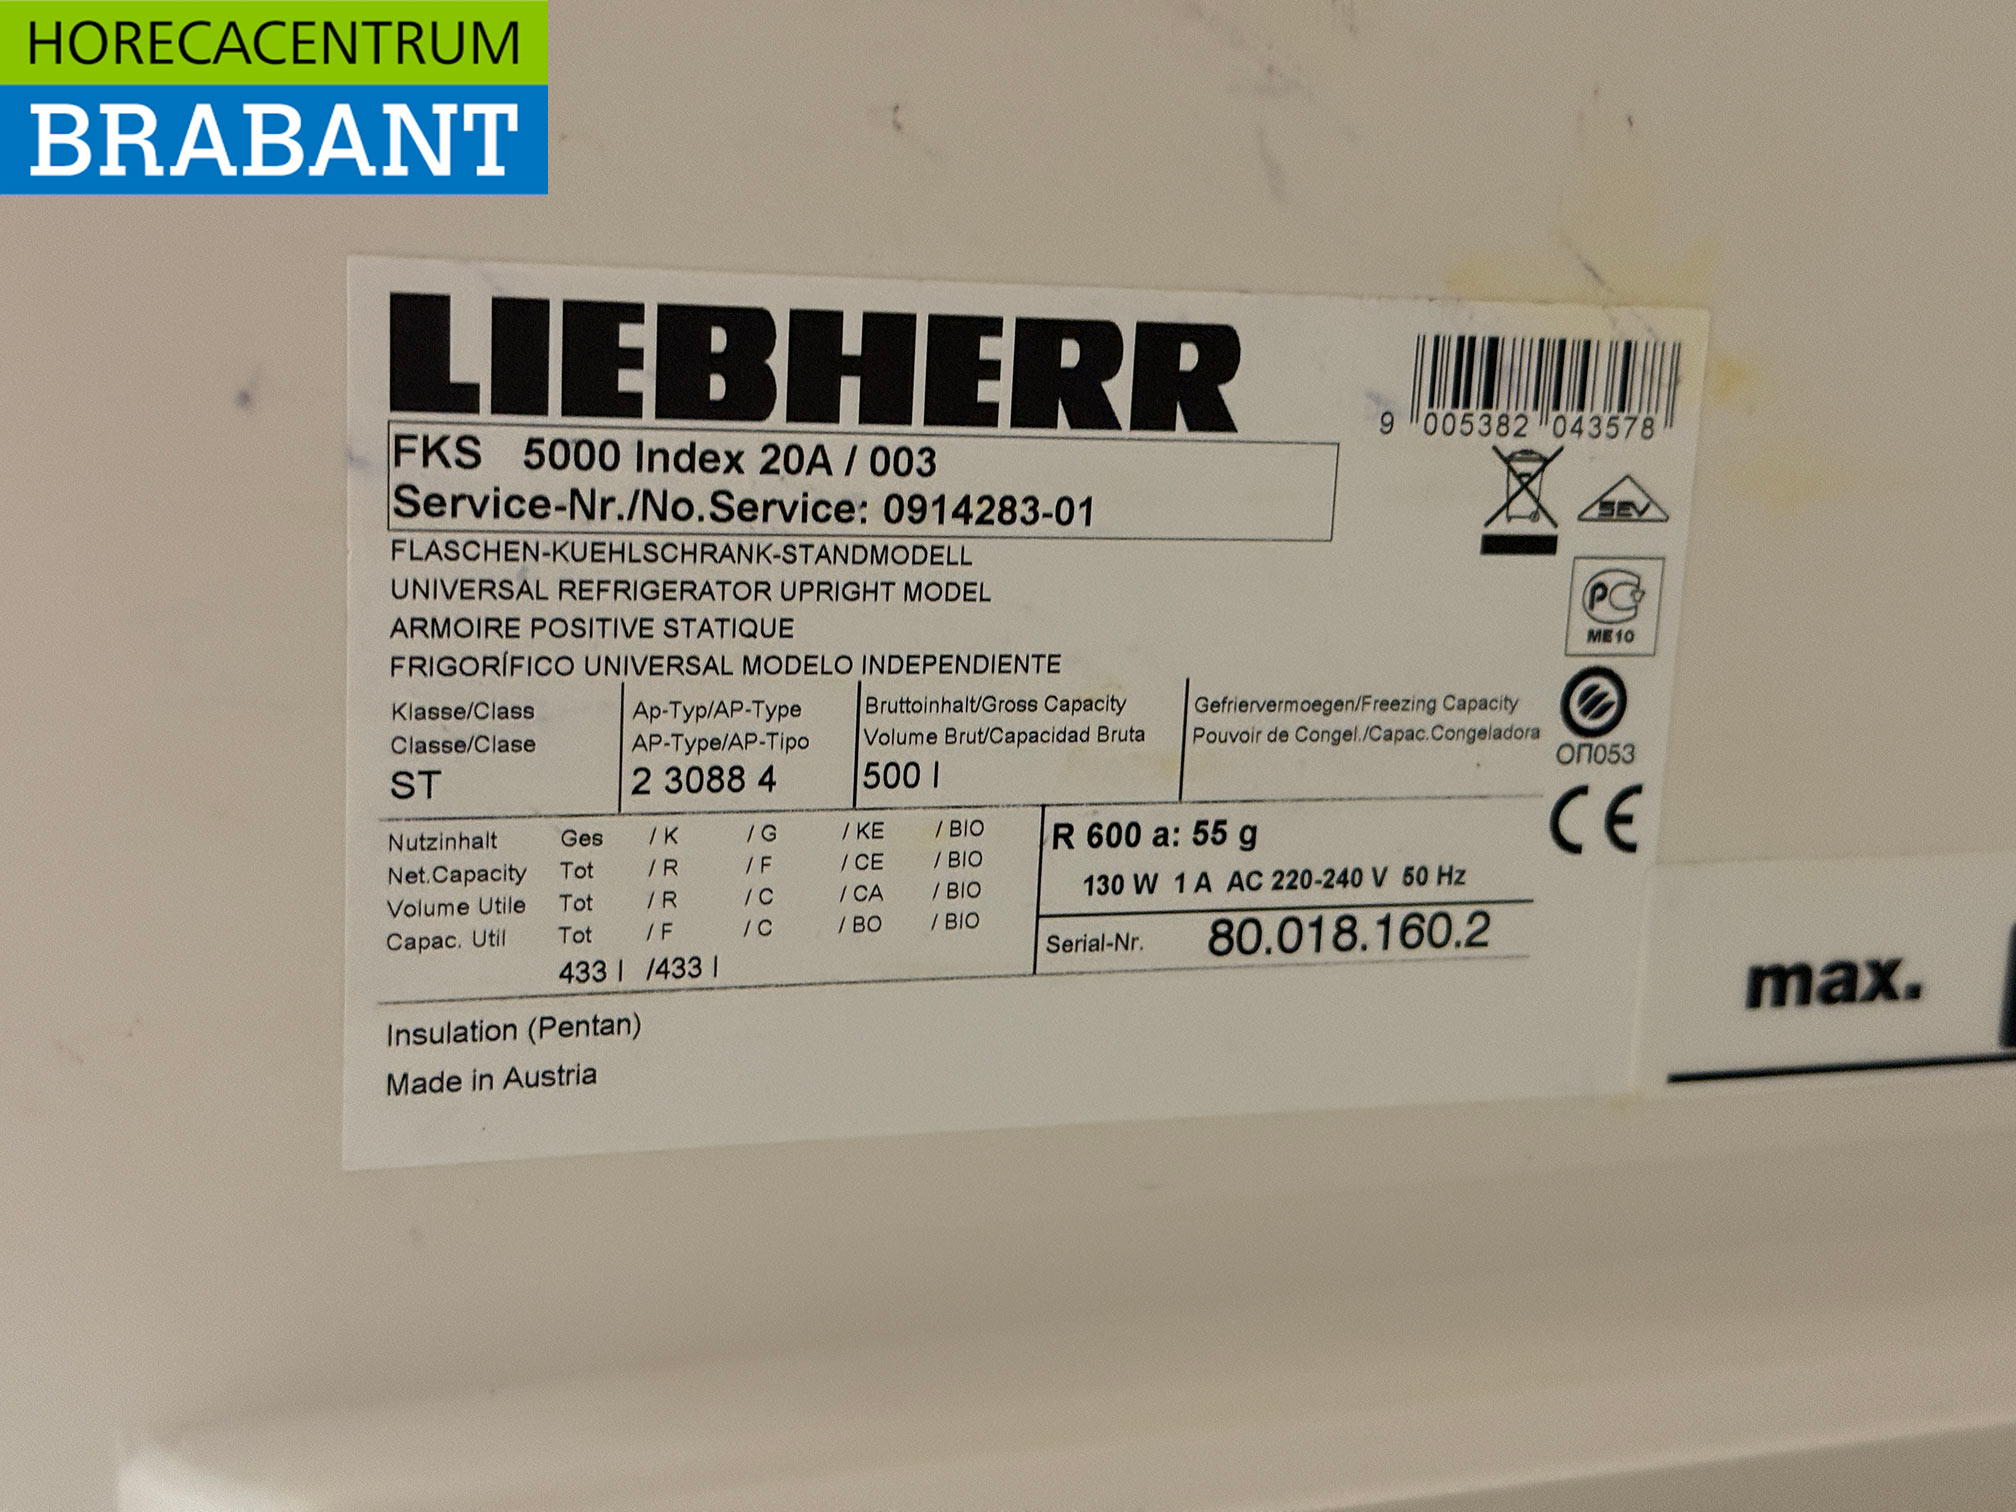 HORECACENTRUM
BRABANT
LIEBHERR
9 005382 043578
FKS 5000 Index 20A / 003
Service-Nr./No.Service: 0914283-01
SEV
FLASCHEN-KUEHLSCHRANK-STANDMODELL
UNIVERSAL REFRIGERATOR UPRIGHT MODEL
ARMOIRE POSITIVE STATIQUE
FRIGORÍFICO UNIVERSAL MODELO INDEPENDIENTE
PC
ME10
ОП053
CE
Klasse/Class Ap-Typ/AP-Type Bruttoinhalt/Gross Capacity Gefriervermoegen/Freezing Capacity
Classe/Clase AP-Type/AP-Tipo Volume Brut/Capacidad Bruta Pouvoir de Congel./Capac.Congeladora
ST 2 3088 4 500 l
Nutzinhalt Ges / K / G / KE / BIO
Net.Capacity Tot / R / F / CE / BIO
Volume Utile Tot / R / C / CA / BIO
Capac. Util Tot / F / C / BO / BIO
433 l /433 l
R 600 a: 55 g
130 W 1 A AC 220-240 V 50 Hz
Serial-Nr. 80.018.160.2
Insulation (Pentan)
Made in Austria
max.